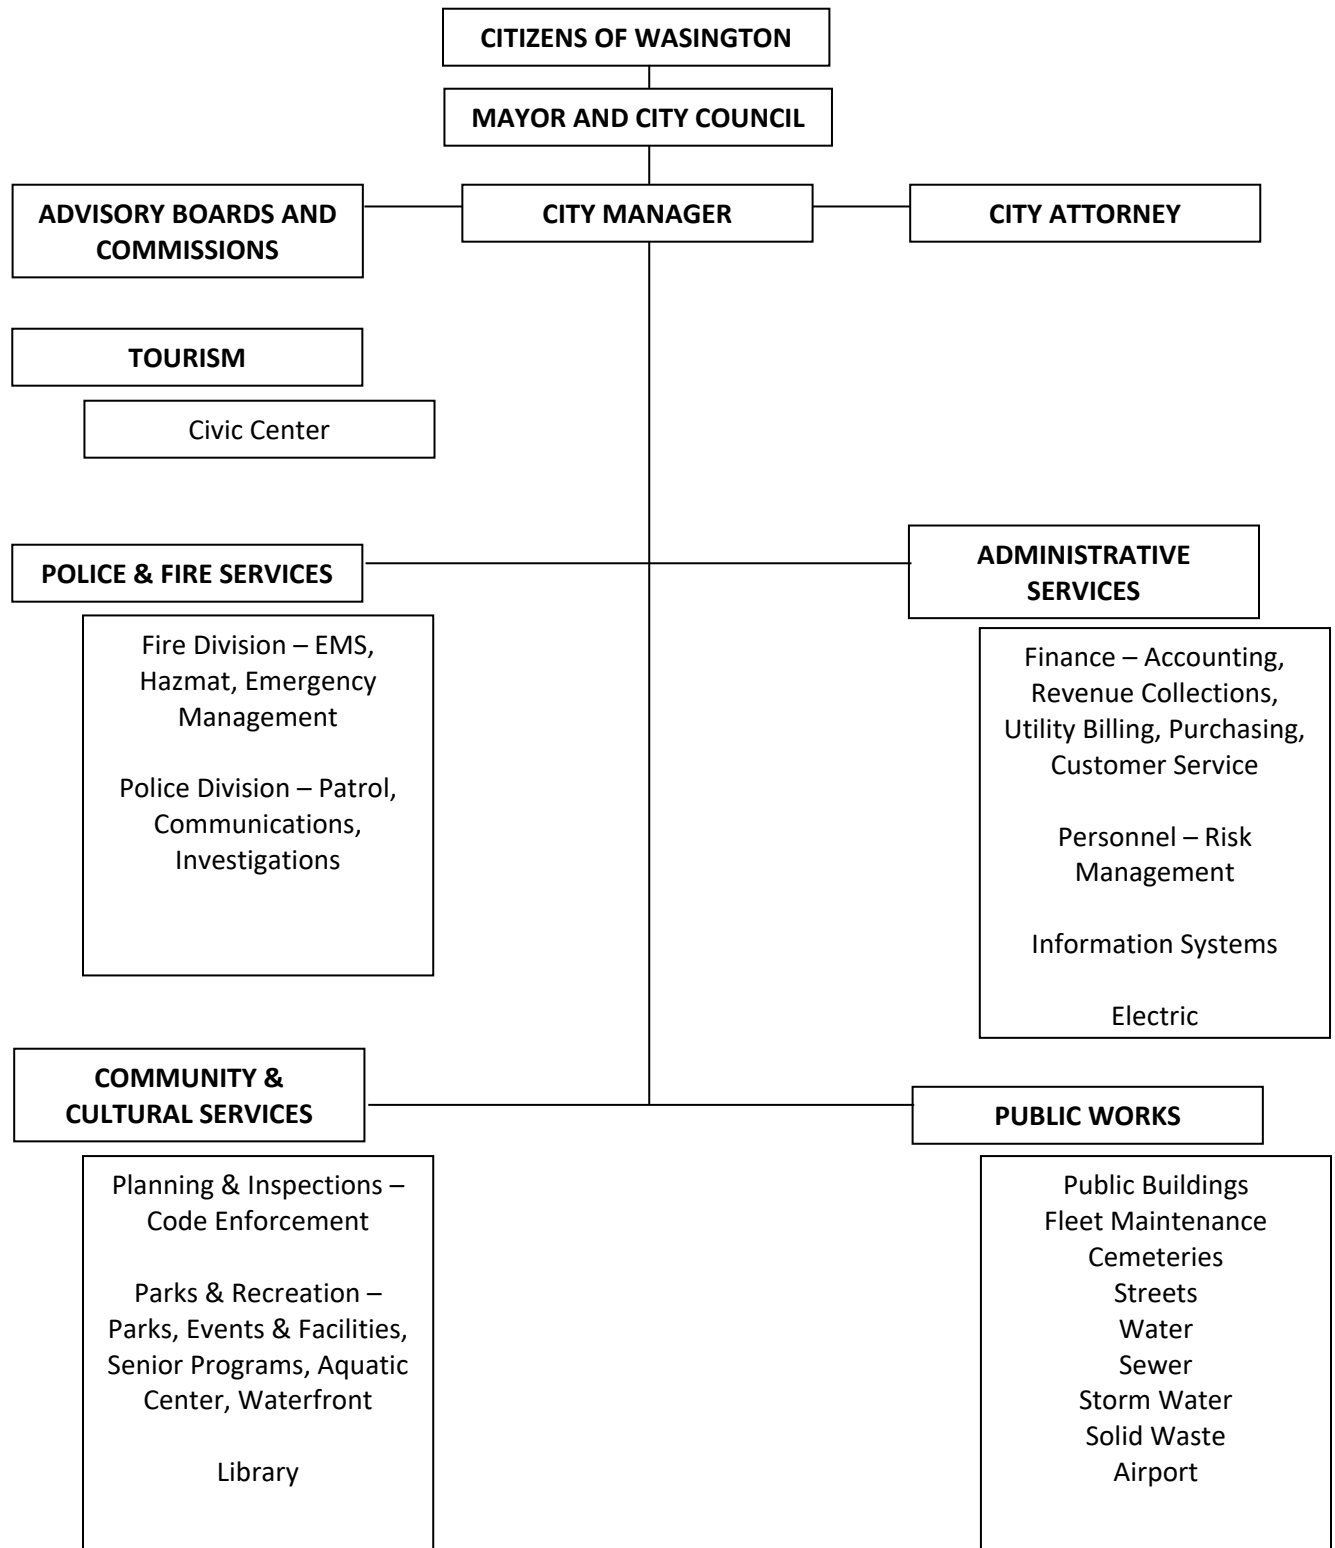 CITIZENS OF WASINGTON
MAYOR AND CITY COUNCIL
ADVISORY BOARDS AND
COMMISSIONS
CITY MANAGER
CITY ATTORNEY
TOURISM
Civic Center
POLICE & FIRE SERVICES
Fire Division – EMS,
Hazmat, Emergency
Management
Police Division – Patrol,
Communications,
Investigations
ADMINISTRATIVE
SERVICES
Finance – Accounting,
Revenue Collections,
Utility Billing, Purchasing,
Customer Service
Personnel – Risk
Management
Information Systems
Electric
COMMUNITY &
CULTURAL SERVICES
Planning & Inspections –
Code Enforcement
Parks & Recreation –
Parks, Events & Facilities,
Senior Programs, Aquatic
Center, Waterfront
Library
PUBLIC WORKS
Public Buildings
Fleet Maintenance
Cemeteries
Streets
Water
Sewer
Storm Water
Solid Waste
Airport